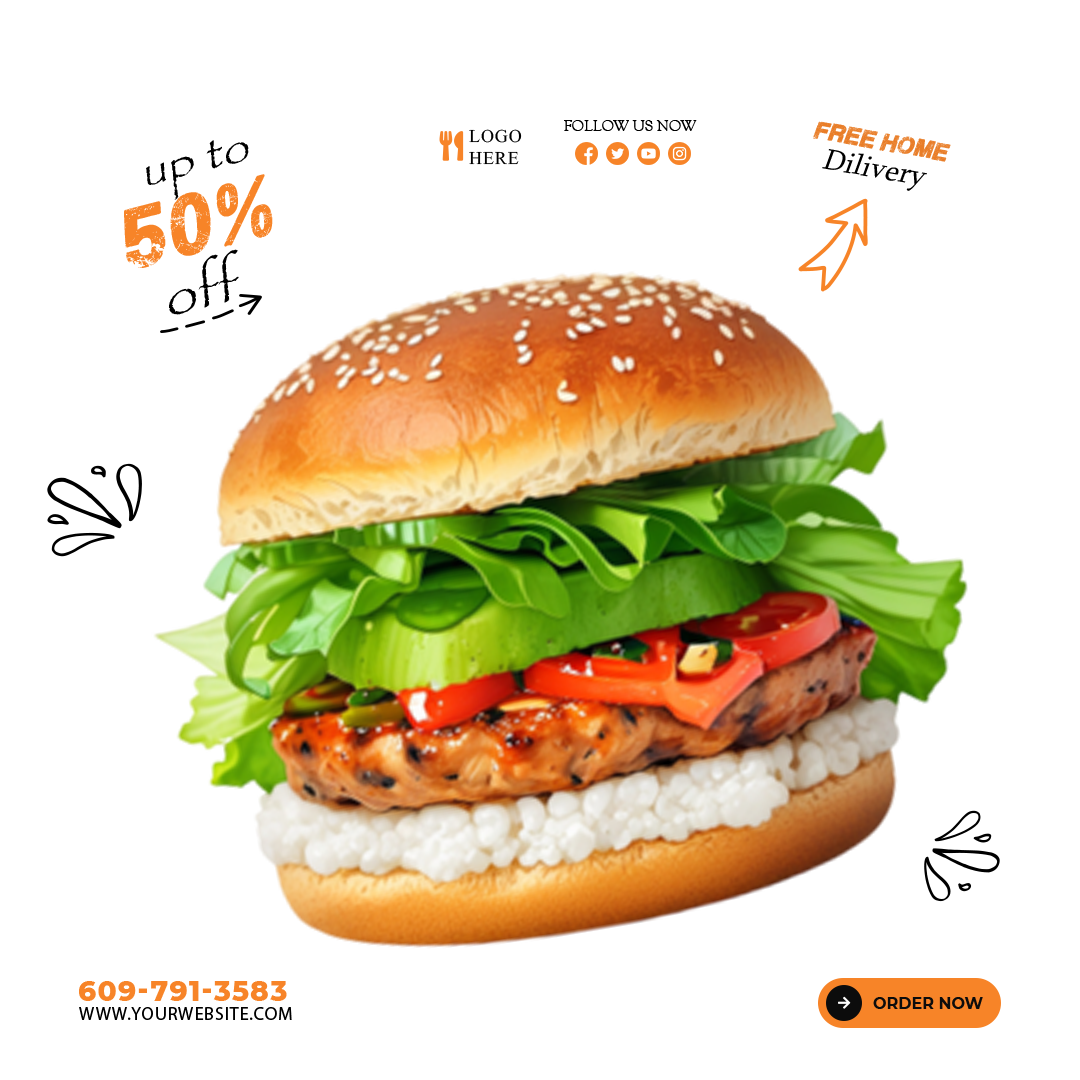 up to
50%
off
LOGO
HERE
FOLLOW US NOW
FREE HOME
Dilivery
609-791-3583
WWW.YOURWEBSITE.COM
ORDER NOW